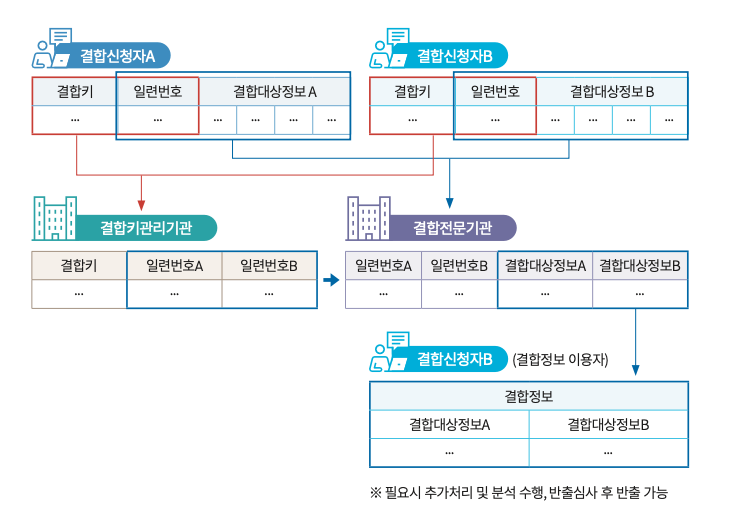 결합신청자A
결합키 일련번호 결합대상정보 A
... ... ... ... ... ...
결합신청자B
결합키 일련번호 결합대상정보 B
... ... ... ... ... ...
결합키관리기관
결합키 일련번호A 일련번호B
... ... ...
결합전문기관
일련번호A 일련번호B 결합대상정보A 결합대상정보B
... ... ... ...
결합신청자B (결합정보 이용자)
결합정보
결합대상정보A 결합대상정보B
... ...
※ 필요시 추가처리 및 분석 수행, 반출심사 후 반출 가능